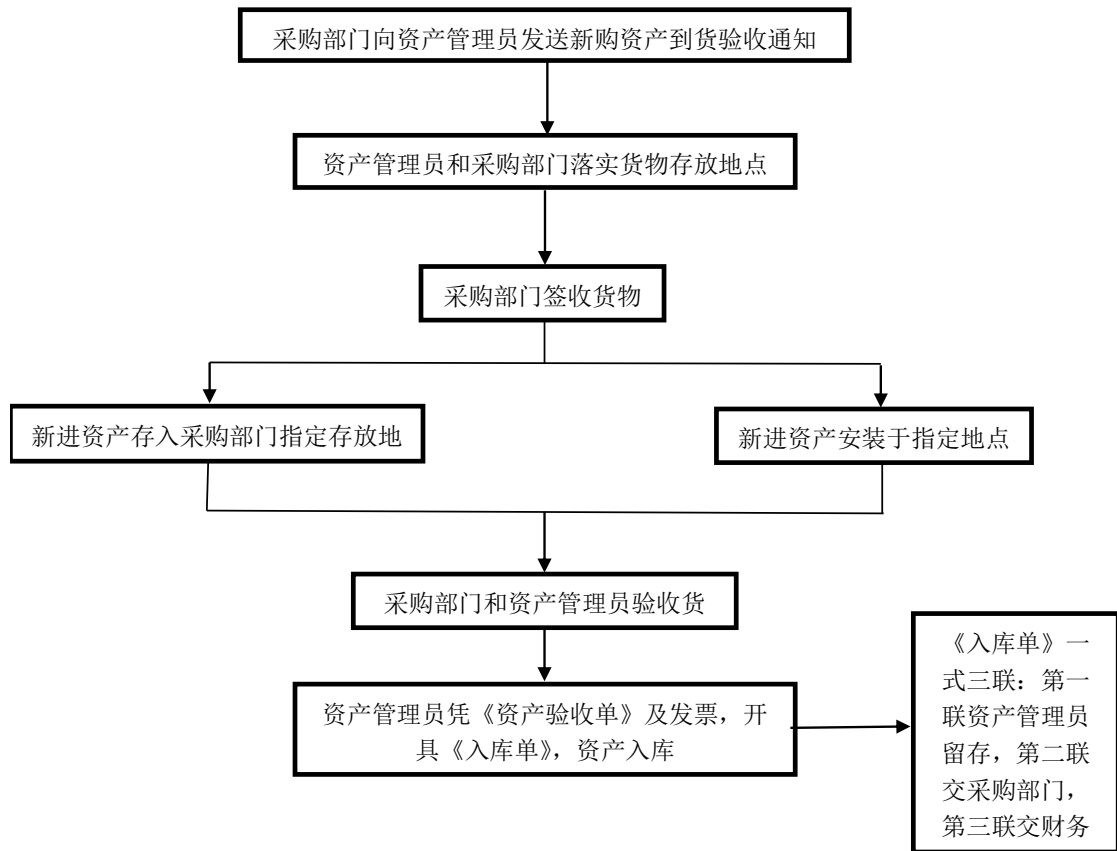 采购部门向资产管理员发送新购资产到货验收通知
资产管理员和采购部门落实货物存放地点
采购部门签收货物
新进资产存入采购部门指定存放地
新进资产安装于指定地点
采购部门和资产管理员验收货
资产管理员凭《资产验收单》及发票，开
具《入库单》，资产入库
《入库单》一
式三联：第一
联资产管理员
留存，第二联
交采购部门，
第三联交财务